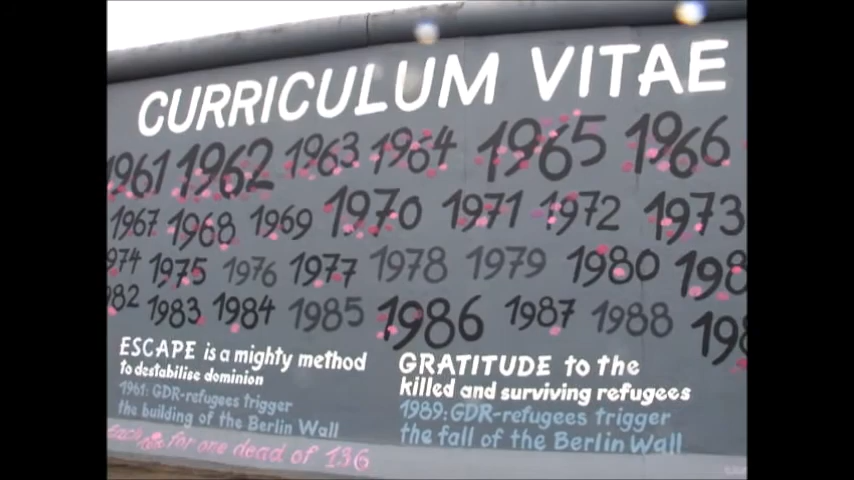 CURRICULUM VITAE
1961 1962 1963 1964 1965 1966
1967 1968 1969 1970 1971 1972 1973
974 1975 1976 1977 1978 1979 1980 198
982 1983 1984 1985 1986 1987 1988 198
ESCAPE is a mighty method
to destabilise dominion
1961: GDR-refugees trigger
the building of the Berlin Wall
GRATITUDE to the
killed and surviving refugees
1989: GDR-refugees trigger
the fall of the Berlin Wall
Each for one dead of 136